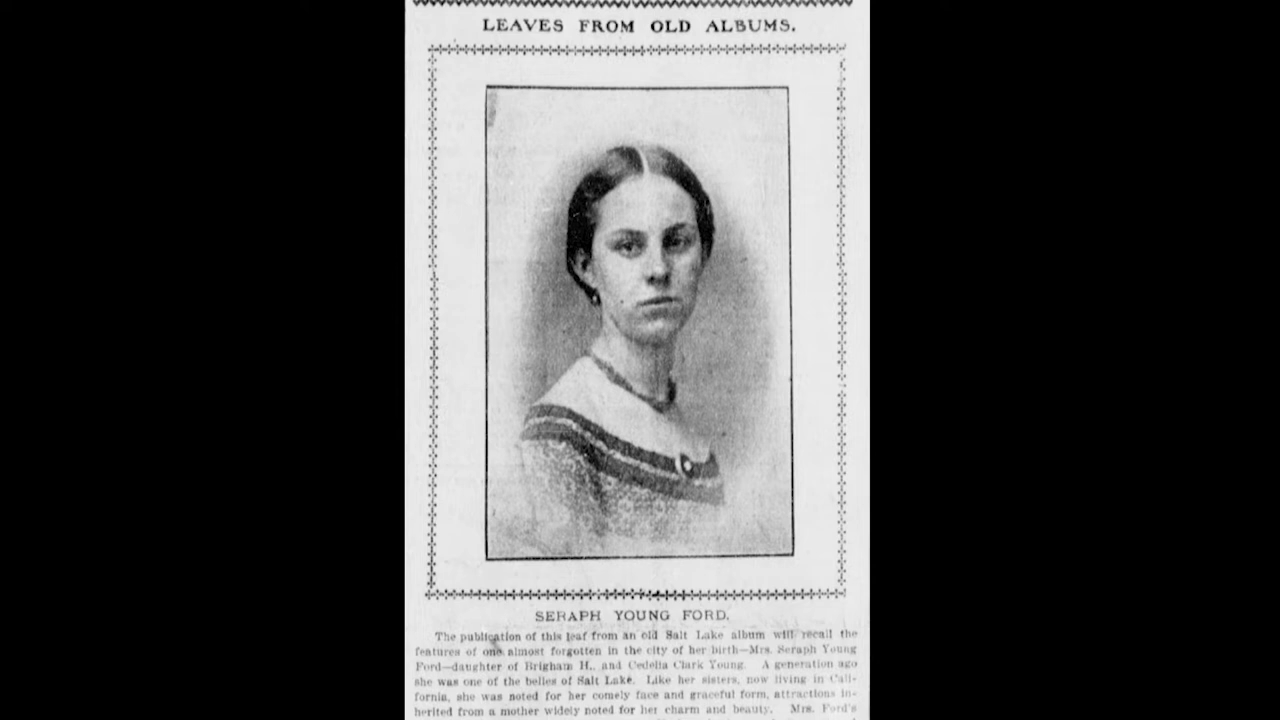 LEAVES FROM OLD ALBUMS.
SERAPH YOUNG FORD.
The publication of this leaf from an old Salt Lake album will recall the
features of one almost forgotten in the city of her birth—Mrs. Seraph Young
Ford—daughter of Brigham H., and Cedelia Clark Young. A generation ago
she was one of the belles of Salt Lake. Like her sisters, now living in Cali-
fornia, she was noted for her comely face and graceful form, attractions in-
herited from a mother widely noted for her charm and beauty. Mrs. Ford's